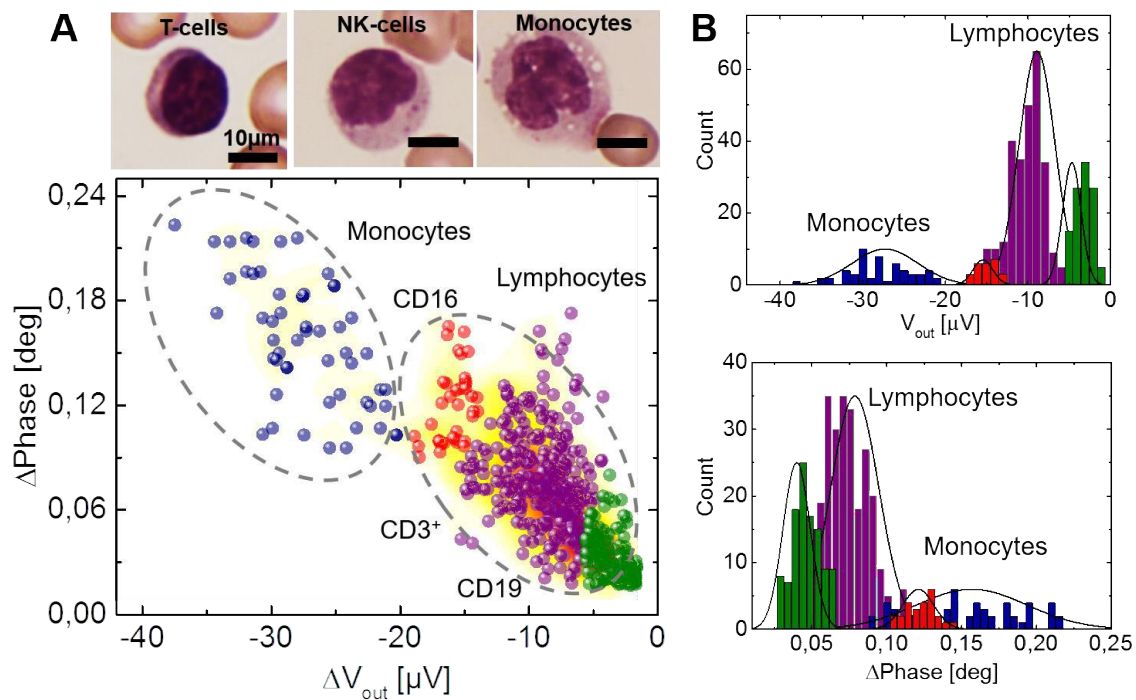 A
T-cells
NK-cells
Monocytes
10µm
0,24
0,18
0,12
0,06
0,00
ΔPhase [deg]
Monocytes
Lymphocytes
CD16
CD3⁺
CD19
-40
-30
-20
-10
0
ΔV_out [µV]
B
Lymphocytes
Monocytes
60
40
20
0
Count
-40
-30
-20
-10
0
V_out [µV]
40
30
20
10
0
Count
Lymphocytes
Monocytes
0,05
0,10
0,15
0,20
0,25
ΔPhase [deg]